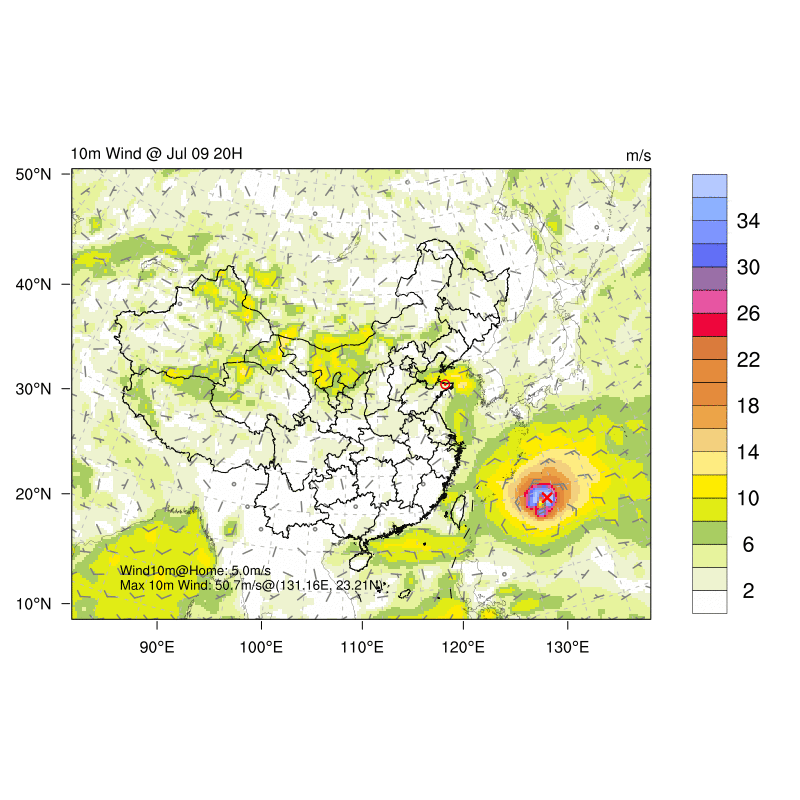 10m Wind @ Jul 09 20H
m/s
50°N
40°N
30°N
20°N
10°N
90°E
100°E
110°E
120°E
130°E
34
30
26
22
18
14
10
6
2
Wind10m@Home: 5.0m/s
Max 10m Wind: 50.7m/s@(131.16E, 23.21N)